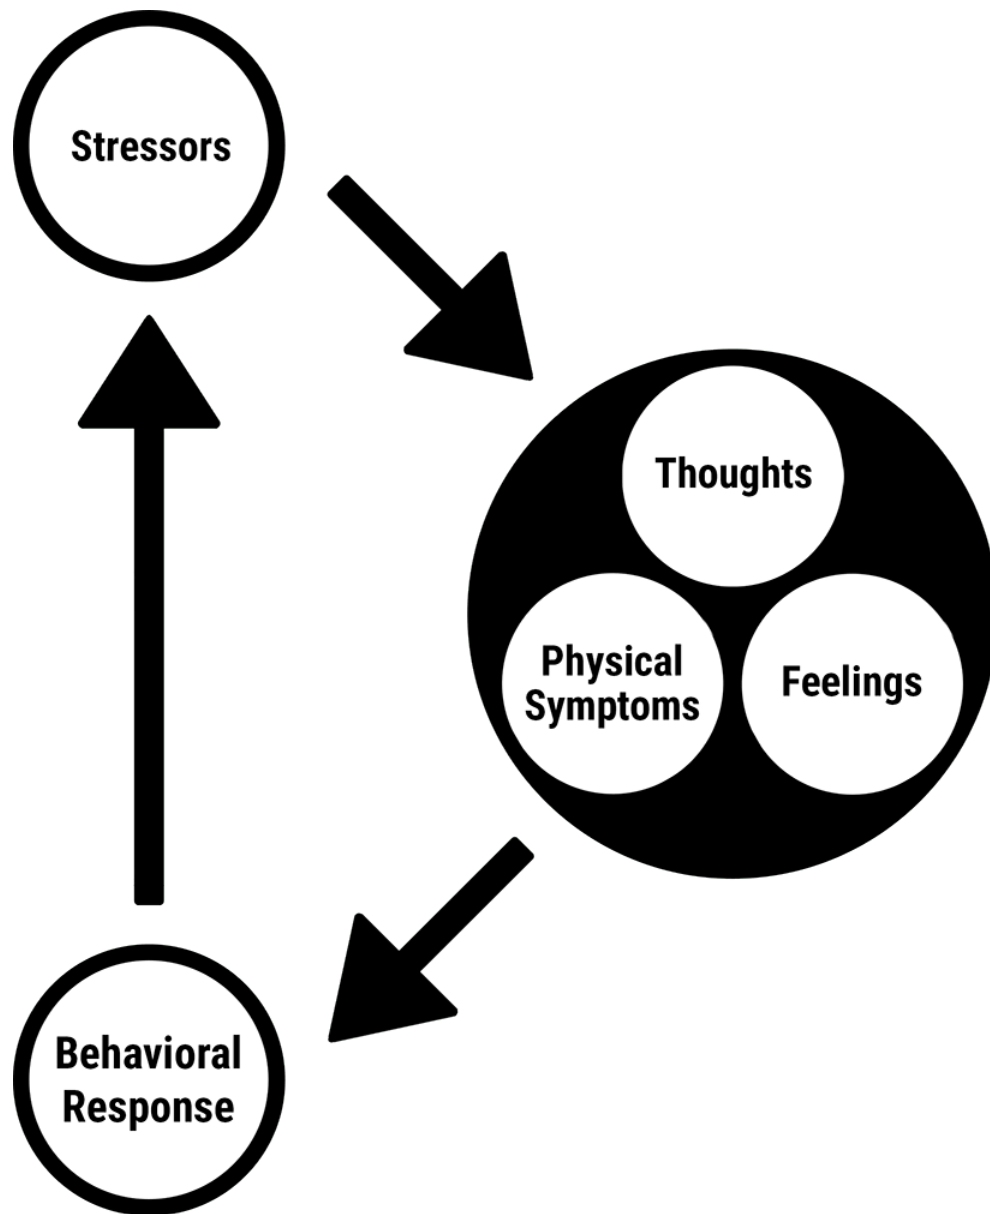 Stressors
Thoughts
Physical
Symptoms
Feelings
Behavioral
Response